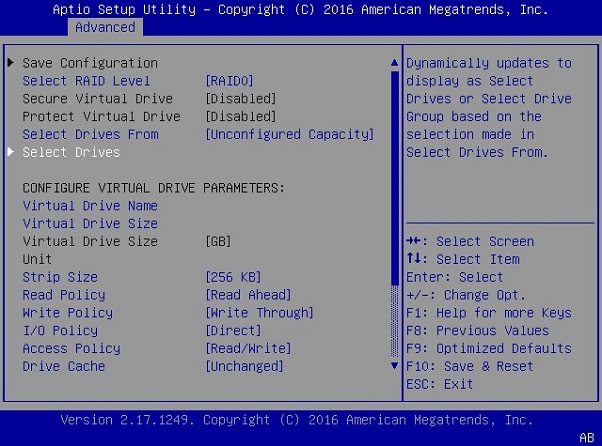 Aptio Setup Utility – Copyright (C) 2016 American Megatrends, Inc.
Advanced
Save Configuration
Select RAID Level [RAID0]
Secure Virtual Drive [Disabled]
Protect Virtual Drive [Disabled]
Select Drives From [Unconfigured Capacity]
Select Drives
CONFIGURE VIRTUAL DRIVE PARAMETERS:
Virtual Drive Name
Virtual Drive Size
Virtual Drive Size [GB]
Unit
Strip Size [256 KB]
Read Policy [Read Ahead]
Write Policy [Write Through]
I/O Policy [Direct]
Access Policy [Read/Write]
Drive Cache [Unchanged]
Dynamically updates to
display as Select
Drives or Select Drive
Group based on the
selection made in
Select Drives From.
→←: Select Screen
↑↓: Select Item
Enter: Select
+/-: Change Opt.
F1: Help for more Keys
F8: Previous Values
F9: Optimized Defaults
F10: Save & Reset
ESC: Exit
Version 2.17.1249. Copyright (C) 2016 American Megatrends, Inc.
AB